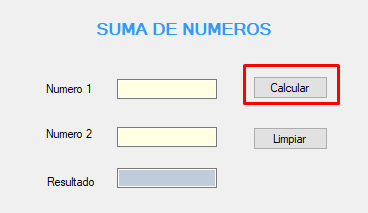 SUMA DE NUMEROS
Numero 1
Calcular
Numero 2
Limpiar
Resultado